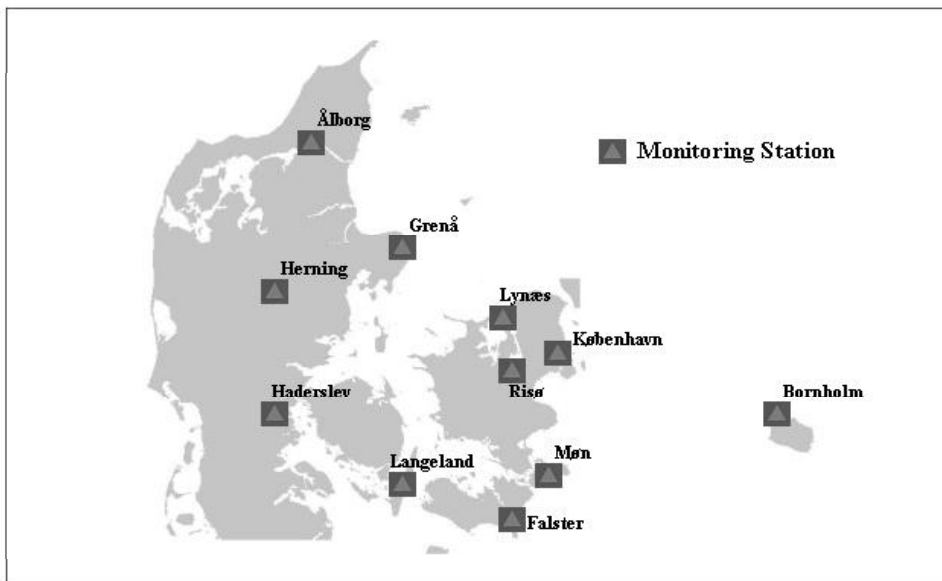 Ålborg
Monitoring Station
Grenå
Herning
Lynæs
København
Haderslev
Risø
Bornholm
Langeland
Møn
Falster